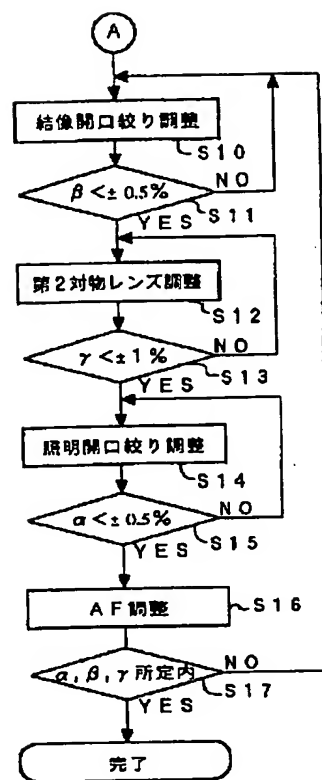 A
結像開口絞り調整
S10
NO
β<±0.5%
S11
YES
第2対物レンズ調整
S12
NO
γ<±1%
S13
YES
照明開口絞り調整
S14
NO
α<±0.5%
S15
YES
AF調整
S16
NO
α,β,γ所定内
S17
YES
完了